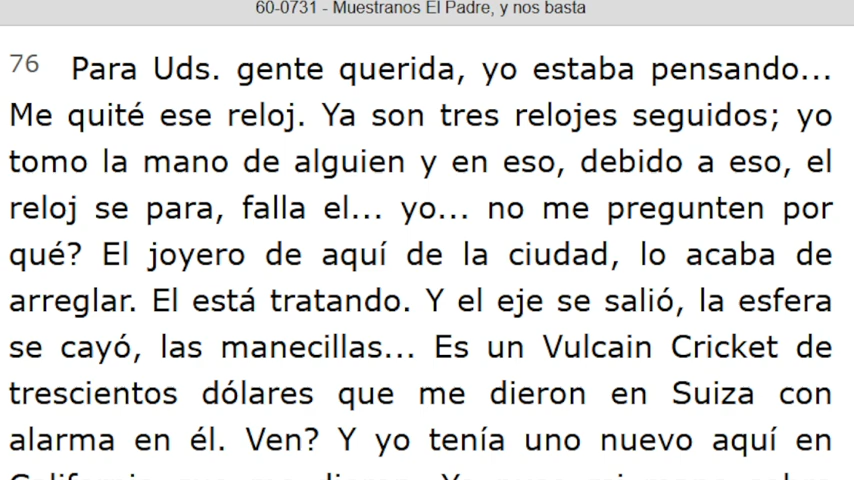 60-0731 - Muestranos El Padre, y nos basta
76 Para Uds. gente querida, yo estaba pensando...
Me quité ese reloj. Ya son tres relojes seguidos; yo
tomo la mano de alguien y en eso, debido a eso, el
reloj se para, falla el... yo... no me pregunten por
qué? El joyero de aquí de la ciudad, lo acaba de
arreglar. El está tratando. Y el eje se salió, la esfera
se cayó, las manecillas... Es un Vulcain Cricket de
trescientos dólares que me dieron en Suiza con
alarma en él. Ven? Y yo tenía uno nuevo aquí en